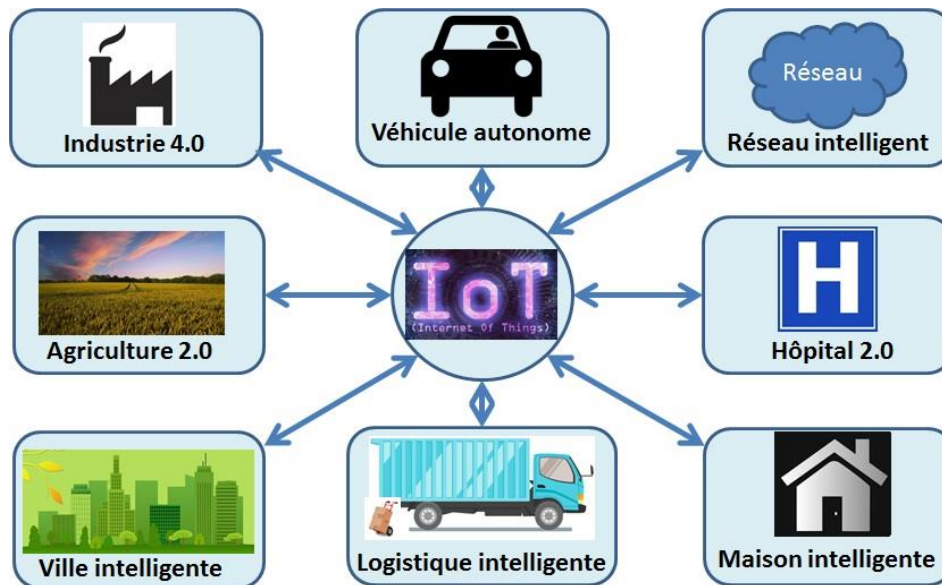 Industrie 4.0
Véhicule autonome
Réseau
Réseau intelligent
Agriculture 2.0
IoT
(Internet Of Things)
H
Hôpital 2.0
Ville intelligente
Logistique intelligente
Maison intelligente